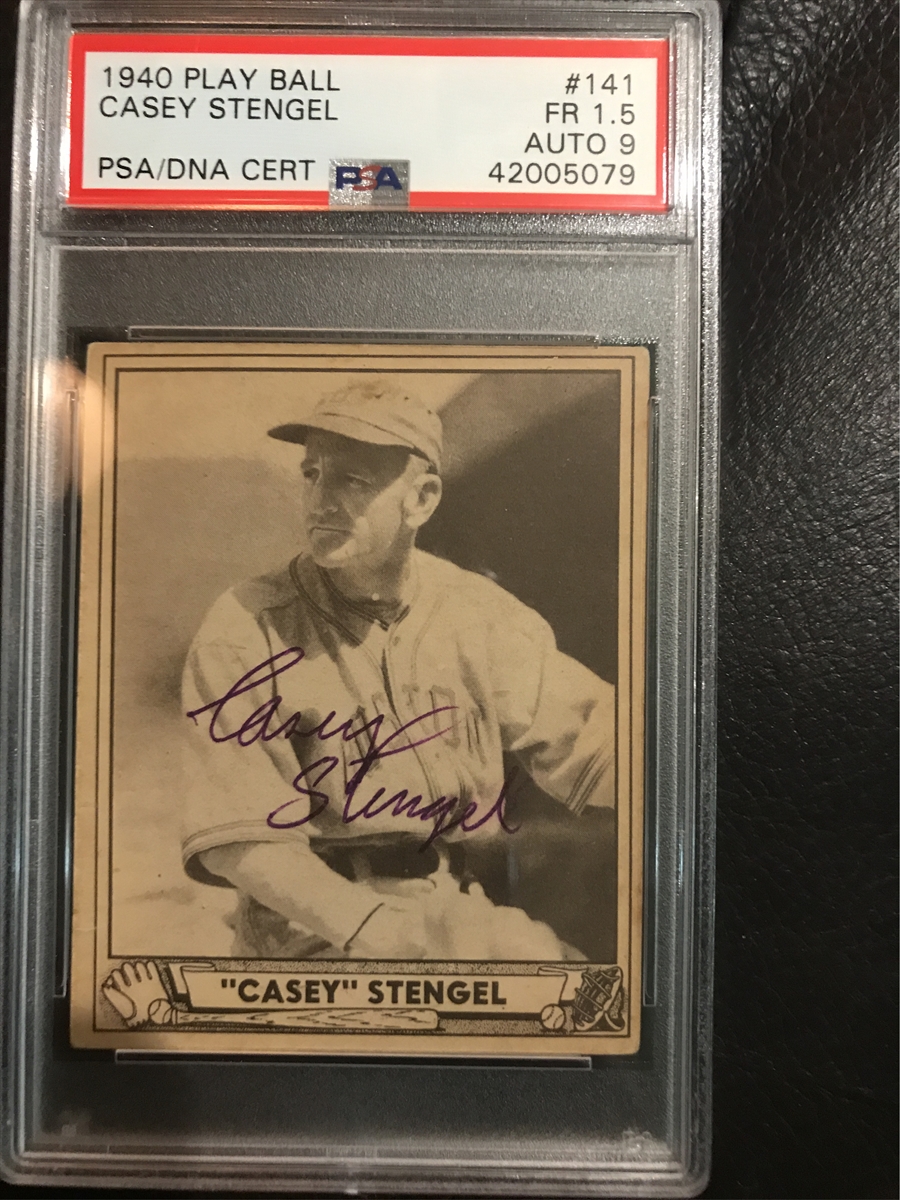 1940 PLAY BALL #141
CASEY STENGEL FR 1.5
AUTO 9
PSA/DNA CERT PSA 42005079
Casey
Stengel
"CASEY" STENGEL